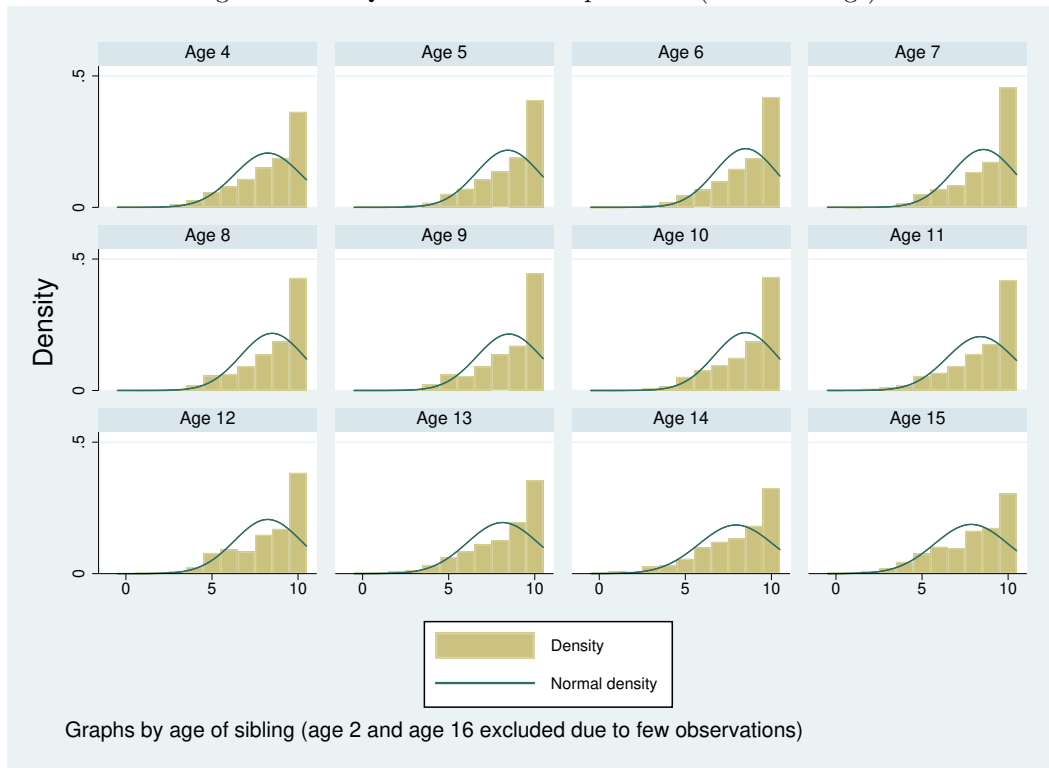 Age 4 Age 5 Age 6 Age 7
.5
0
Age 8 Age 9 Age 10 Age 11
.5
0
Density
Age 12 Age 13 Age 14 Age 15
.5
0
0 5 10 0 5 10 0 5 10 0 5 10
Density
Normal density
Graphs by age of sibling (age 2 and age 16 excluded due to few observations)